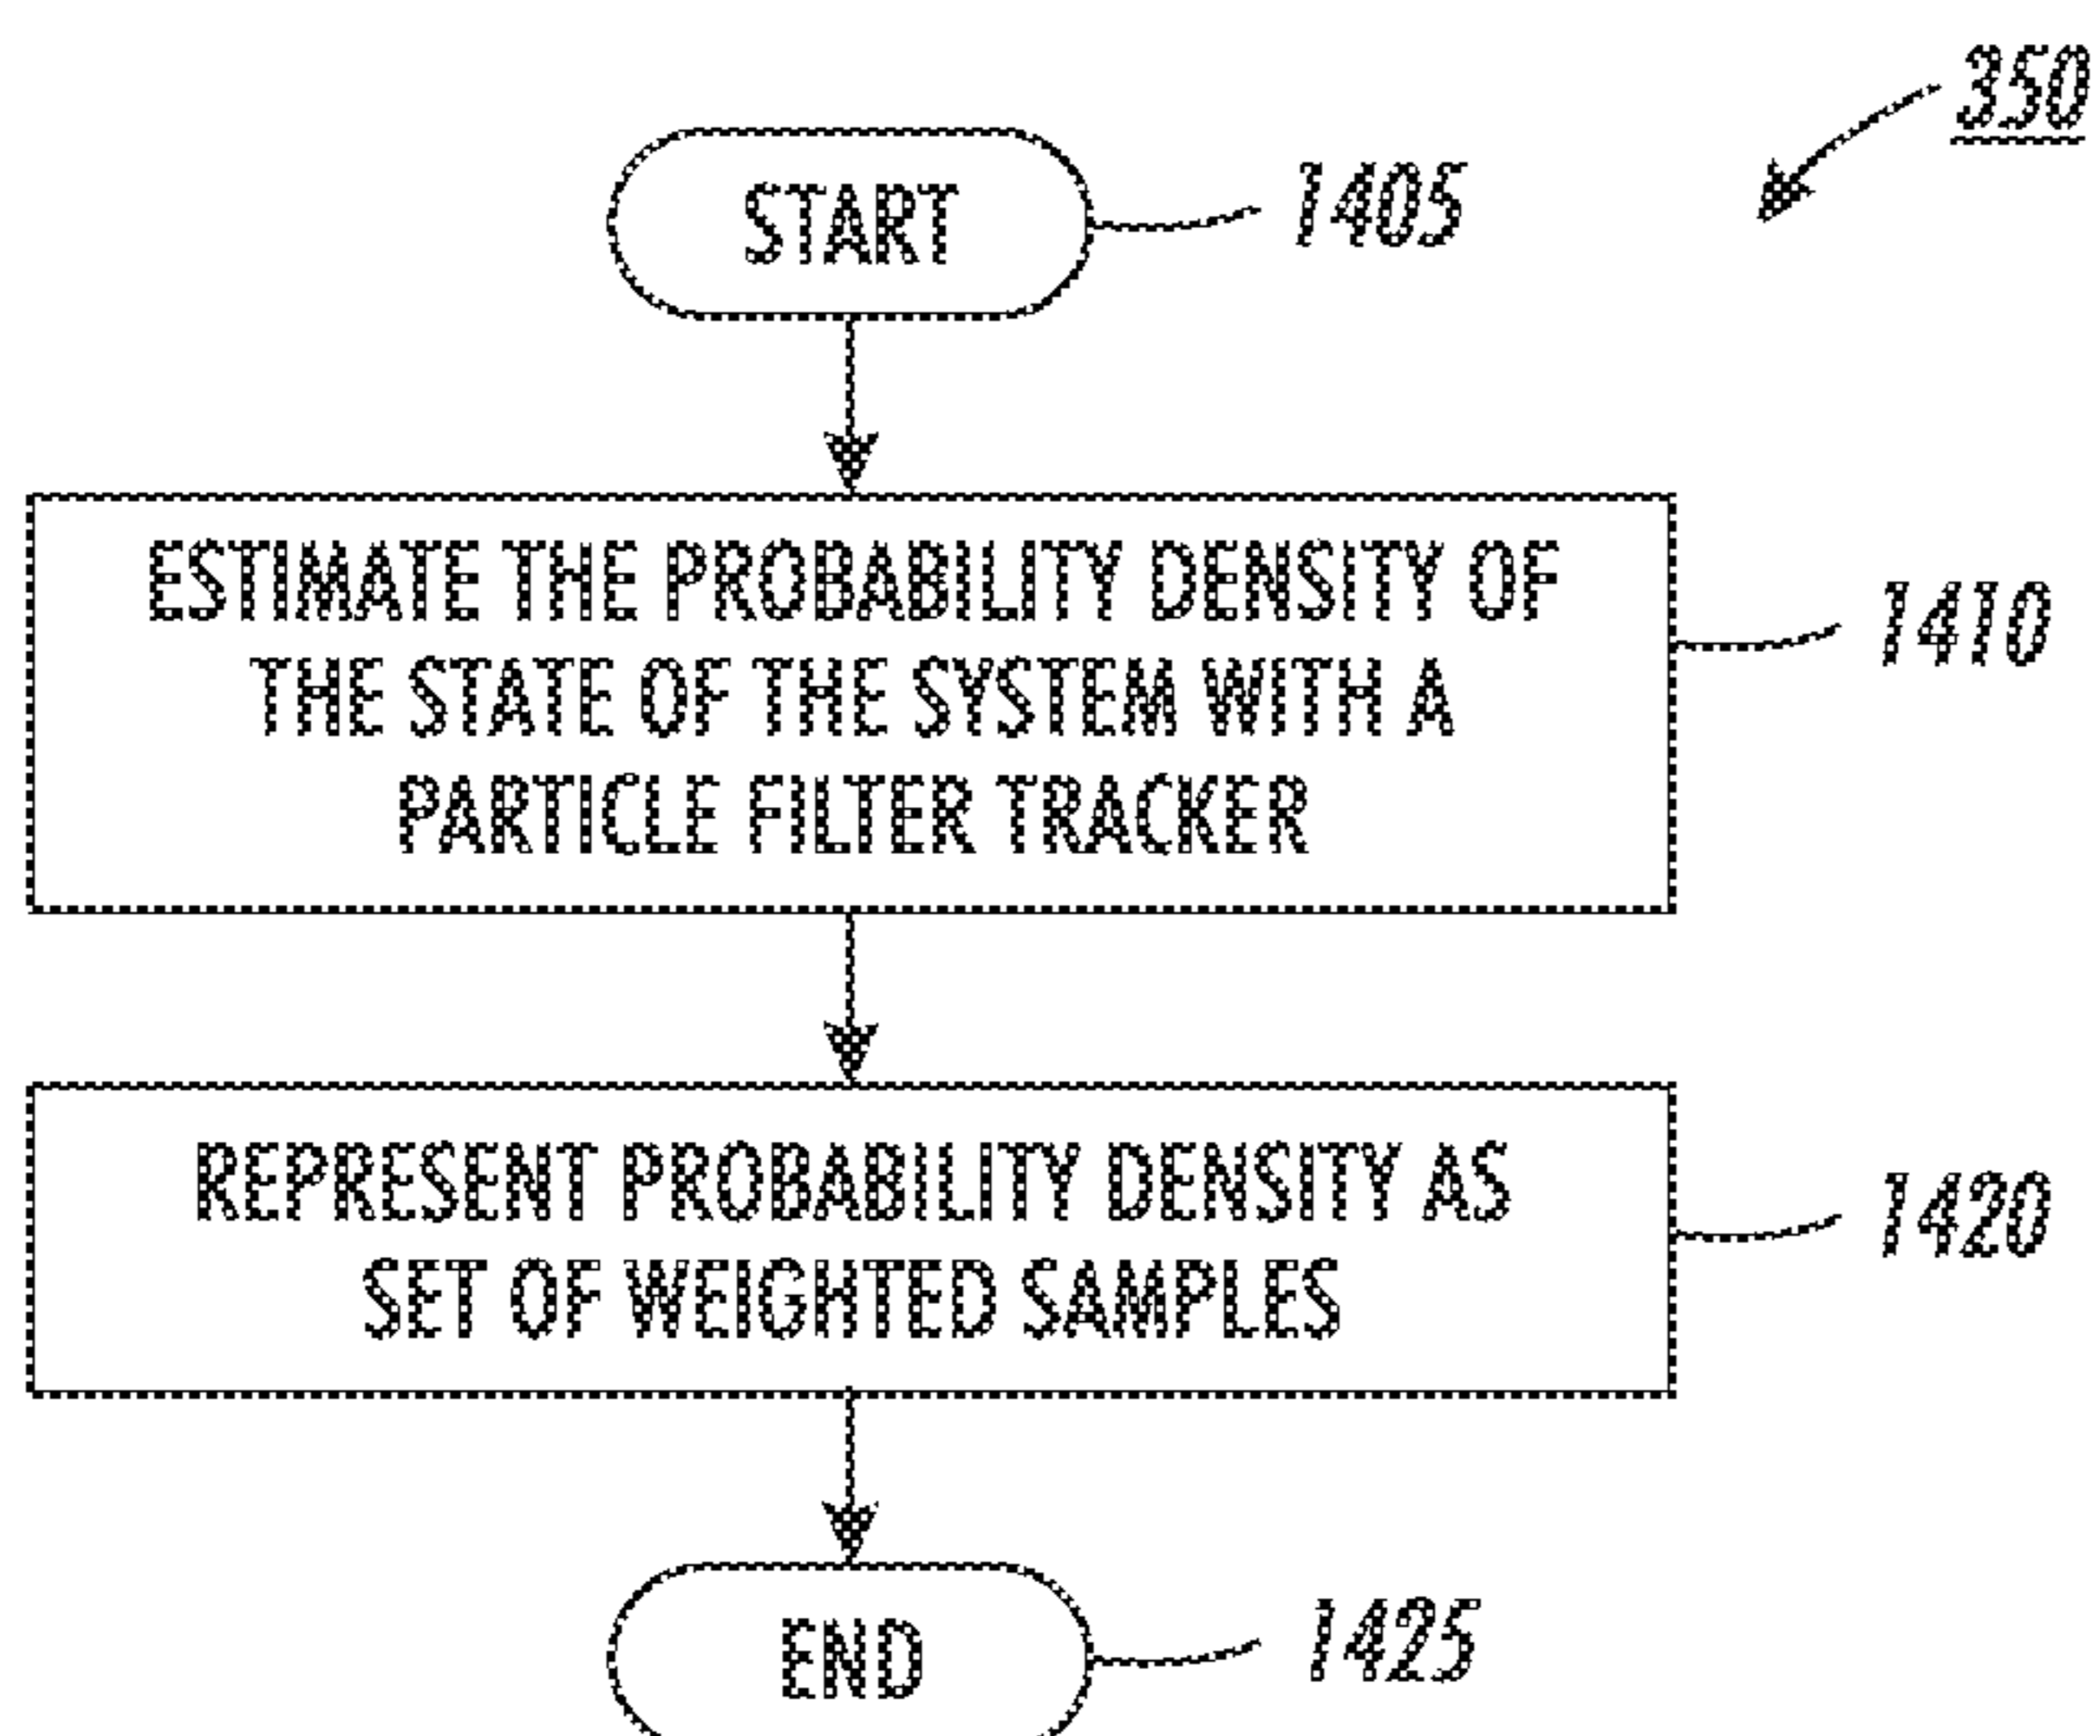 350
START
1405
ESTIMATE THE PROBABILITY DENSITY OF
THE STATE OF THE SYSTEM WITH A
PARTICLE FILTER TRACKER
1410
REPRESENT PROBABILITY DENSITY AS
SET OF WEIGHTED SAMPLES
1420
END
1425